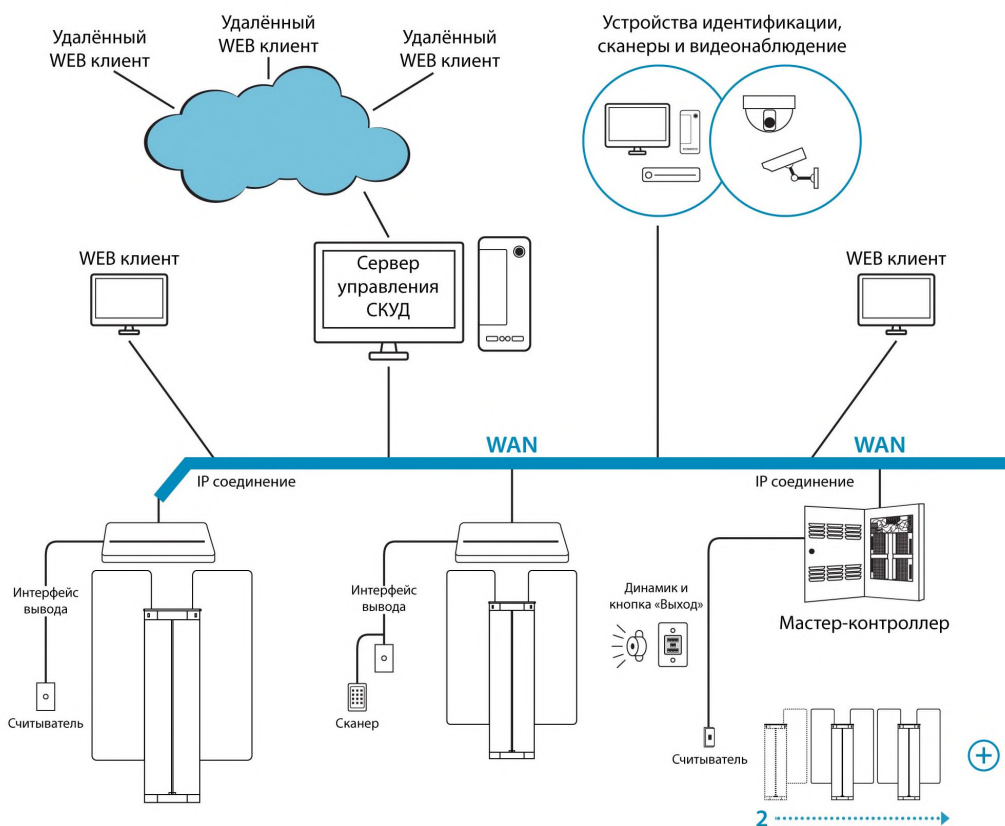 Удалённый
WEB клиент
Удалённый
WEB клиент
Удалённый
WEB клиент
Устройства идентификации,
сканеры и видеонаблюдение
WEB клиент
Сервер
управления
СКУД
WEB клиент
WAN
WAN
IP соединение
IP соединение
Интерфейс
вывода
Считыватель
Интерфейс
вывода
Сканер
Динамик и
кнопка «Выход»
Мастер-контроллер
Считыватель
2